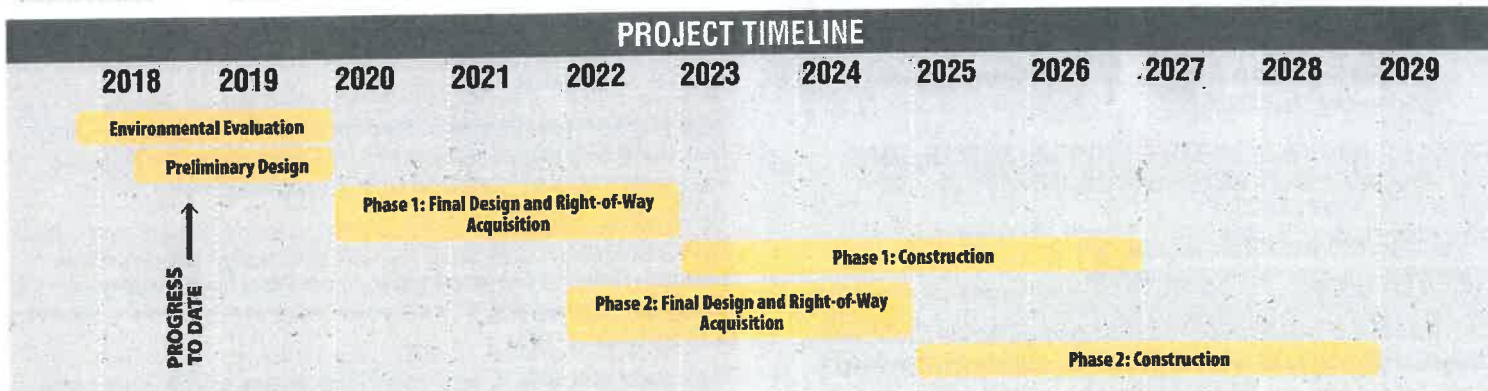 PROJECT TIMELINE
2018 2019 2020 2021 2022 2023 2024 2025 2026 2027 2028 2029
Environmental Evaluation
Preliminary Design
Phase 1: Final Design and Right-of-Way
Acquisition
Phase 1: Construction
PROGRESS
TO DATE
Phase 2: Final Design and Right-of-Way
Acquisition
Phase 2: Construction